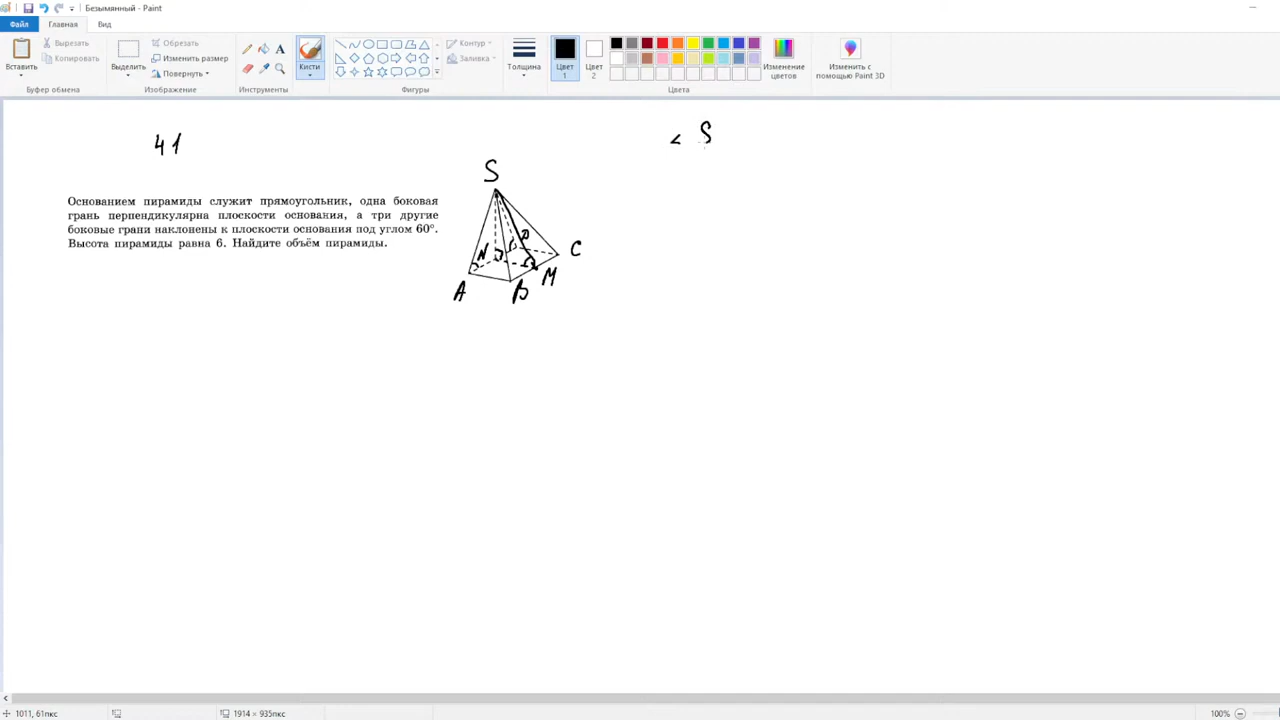 Безымянный - Paint
Файл
Главная
Вид
Вставить
Вырезать
Копировать
Буфер обмена
Выделить
Обрезать
Изменить размер
Повернуть
Изображение
Инструменты
Кисти
Контур
Заливка
Фигуры
Толщина
Цвет 1
Цвет 2
Цвета
Изменение цветов
Изменить с помощью Paint 3D
41
Основанием пирамиды служит прямоугольник, одна боковая
грань перпендикулярна плоскости основания, а три другие
боковые грани наклонены к плоскости основания под углом 60°.
Высота пирамиды равна 6. Найдите объём пирамиды.
S
N
D
C
M
A
B
< S
1011, 61пкс
1914 × 935пкс
100%